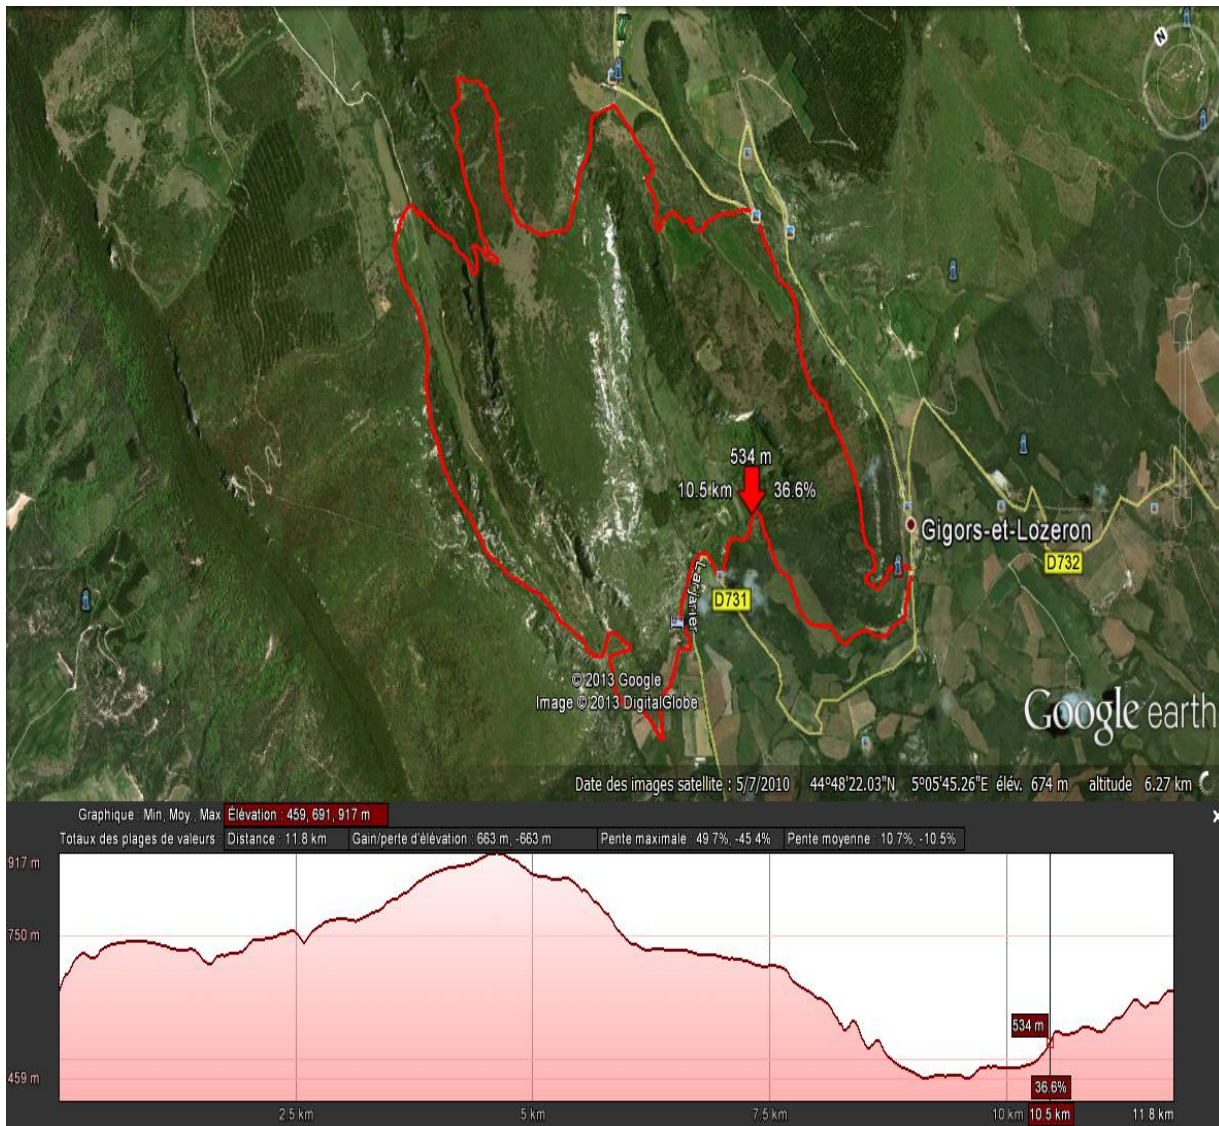 N
534 m
10.5 km 36.6%
Gigors-et-Lozeron
D732
L-ar-janier
D731
© 2013 Google
Image © 2013 DigitalGlobe
Google earth
Date des images satellite : 5/7/2010 44°48'22.03"N 5°05'45.26"E élév. 674 m altitude 6.27 km
Graphique : Min, Moy, Max Élévation : 459, 691, 917 m
Totaux des plages de valeurs : Distance : 11.8 km Gain/perte d'élévation : 663 m, -663 m Pente maximale : 49.7%, -45.4% Pente moyenne : 10.7%, -10.5%
917 m
750 m
534 m
459 m
36.6%
2.5 km 5 km 7.5 km 10 km 10.5 km 11.8 km